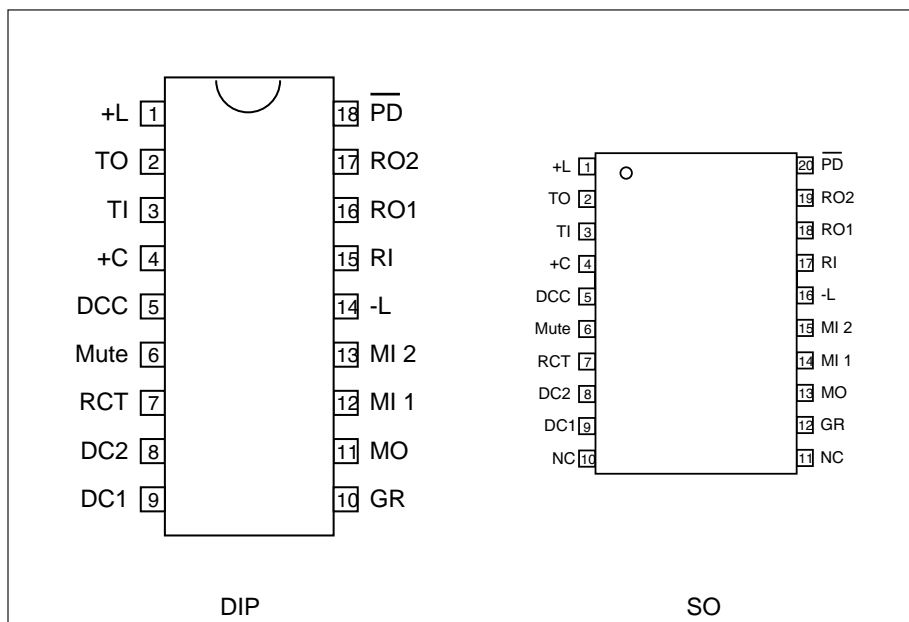 +L 1 18 P̅D̅
TO 2 17 RO2
TI 3 16 RO1
+C 4 15 RI
DCC 5 14 -L
Mute 6 13 MI 2
RCT 7 12 MI 1
DC2 8 11 MO
DC1 9 10 GR
DIP
+L 1 20 P̅D̅
TO 2 19 RO2
TI 3 18 RO1
+C 4 17 RI
DCC 5 16 -L
Mute 6 15 MI 2
RCT 7 14 MI 1
DC2 8 13 MO
DC1 9 12 GR
NC 10 11 NC
SO